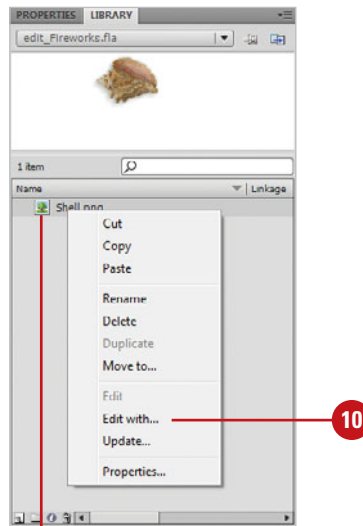 PROPERTIES LIBRARY
edit_Fireworks.fla
1 item
Name Linkage
Shell.png
Cut
Copy
Paste
Rename
Delete
Duplicate
Move to...
Edit
Edit with...
10
Update...
Properties...